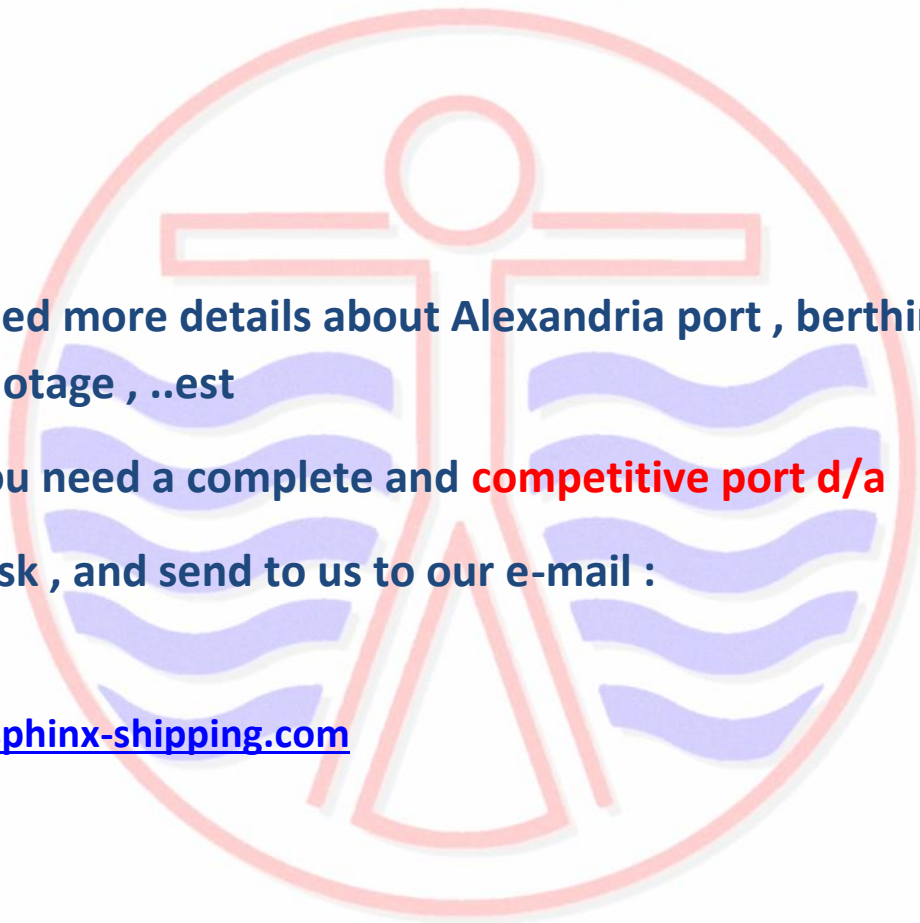 ed more details about Alexandria port , berthin
otage , ..est
ou need a complete and competitive port d/a
sk , and send to us to our e-mail :
phinx-shipping.com